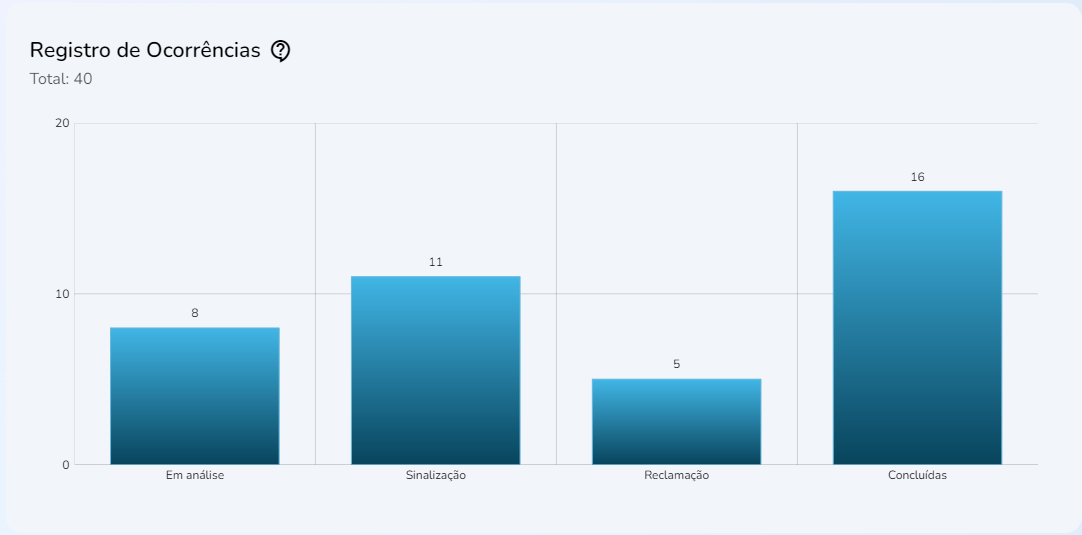 Registro de Ocorrências
Total: 40
20
10
0
8
11
5
16
Em análise
Sinalização
Reclamação
Concluídas